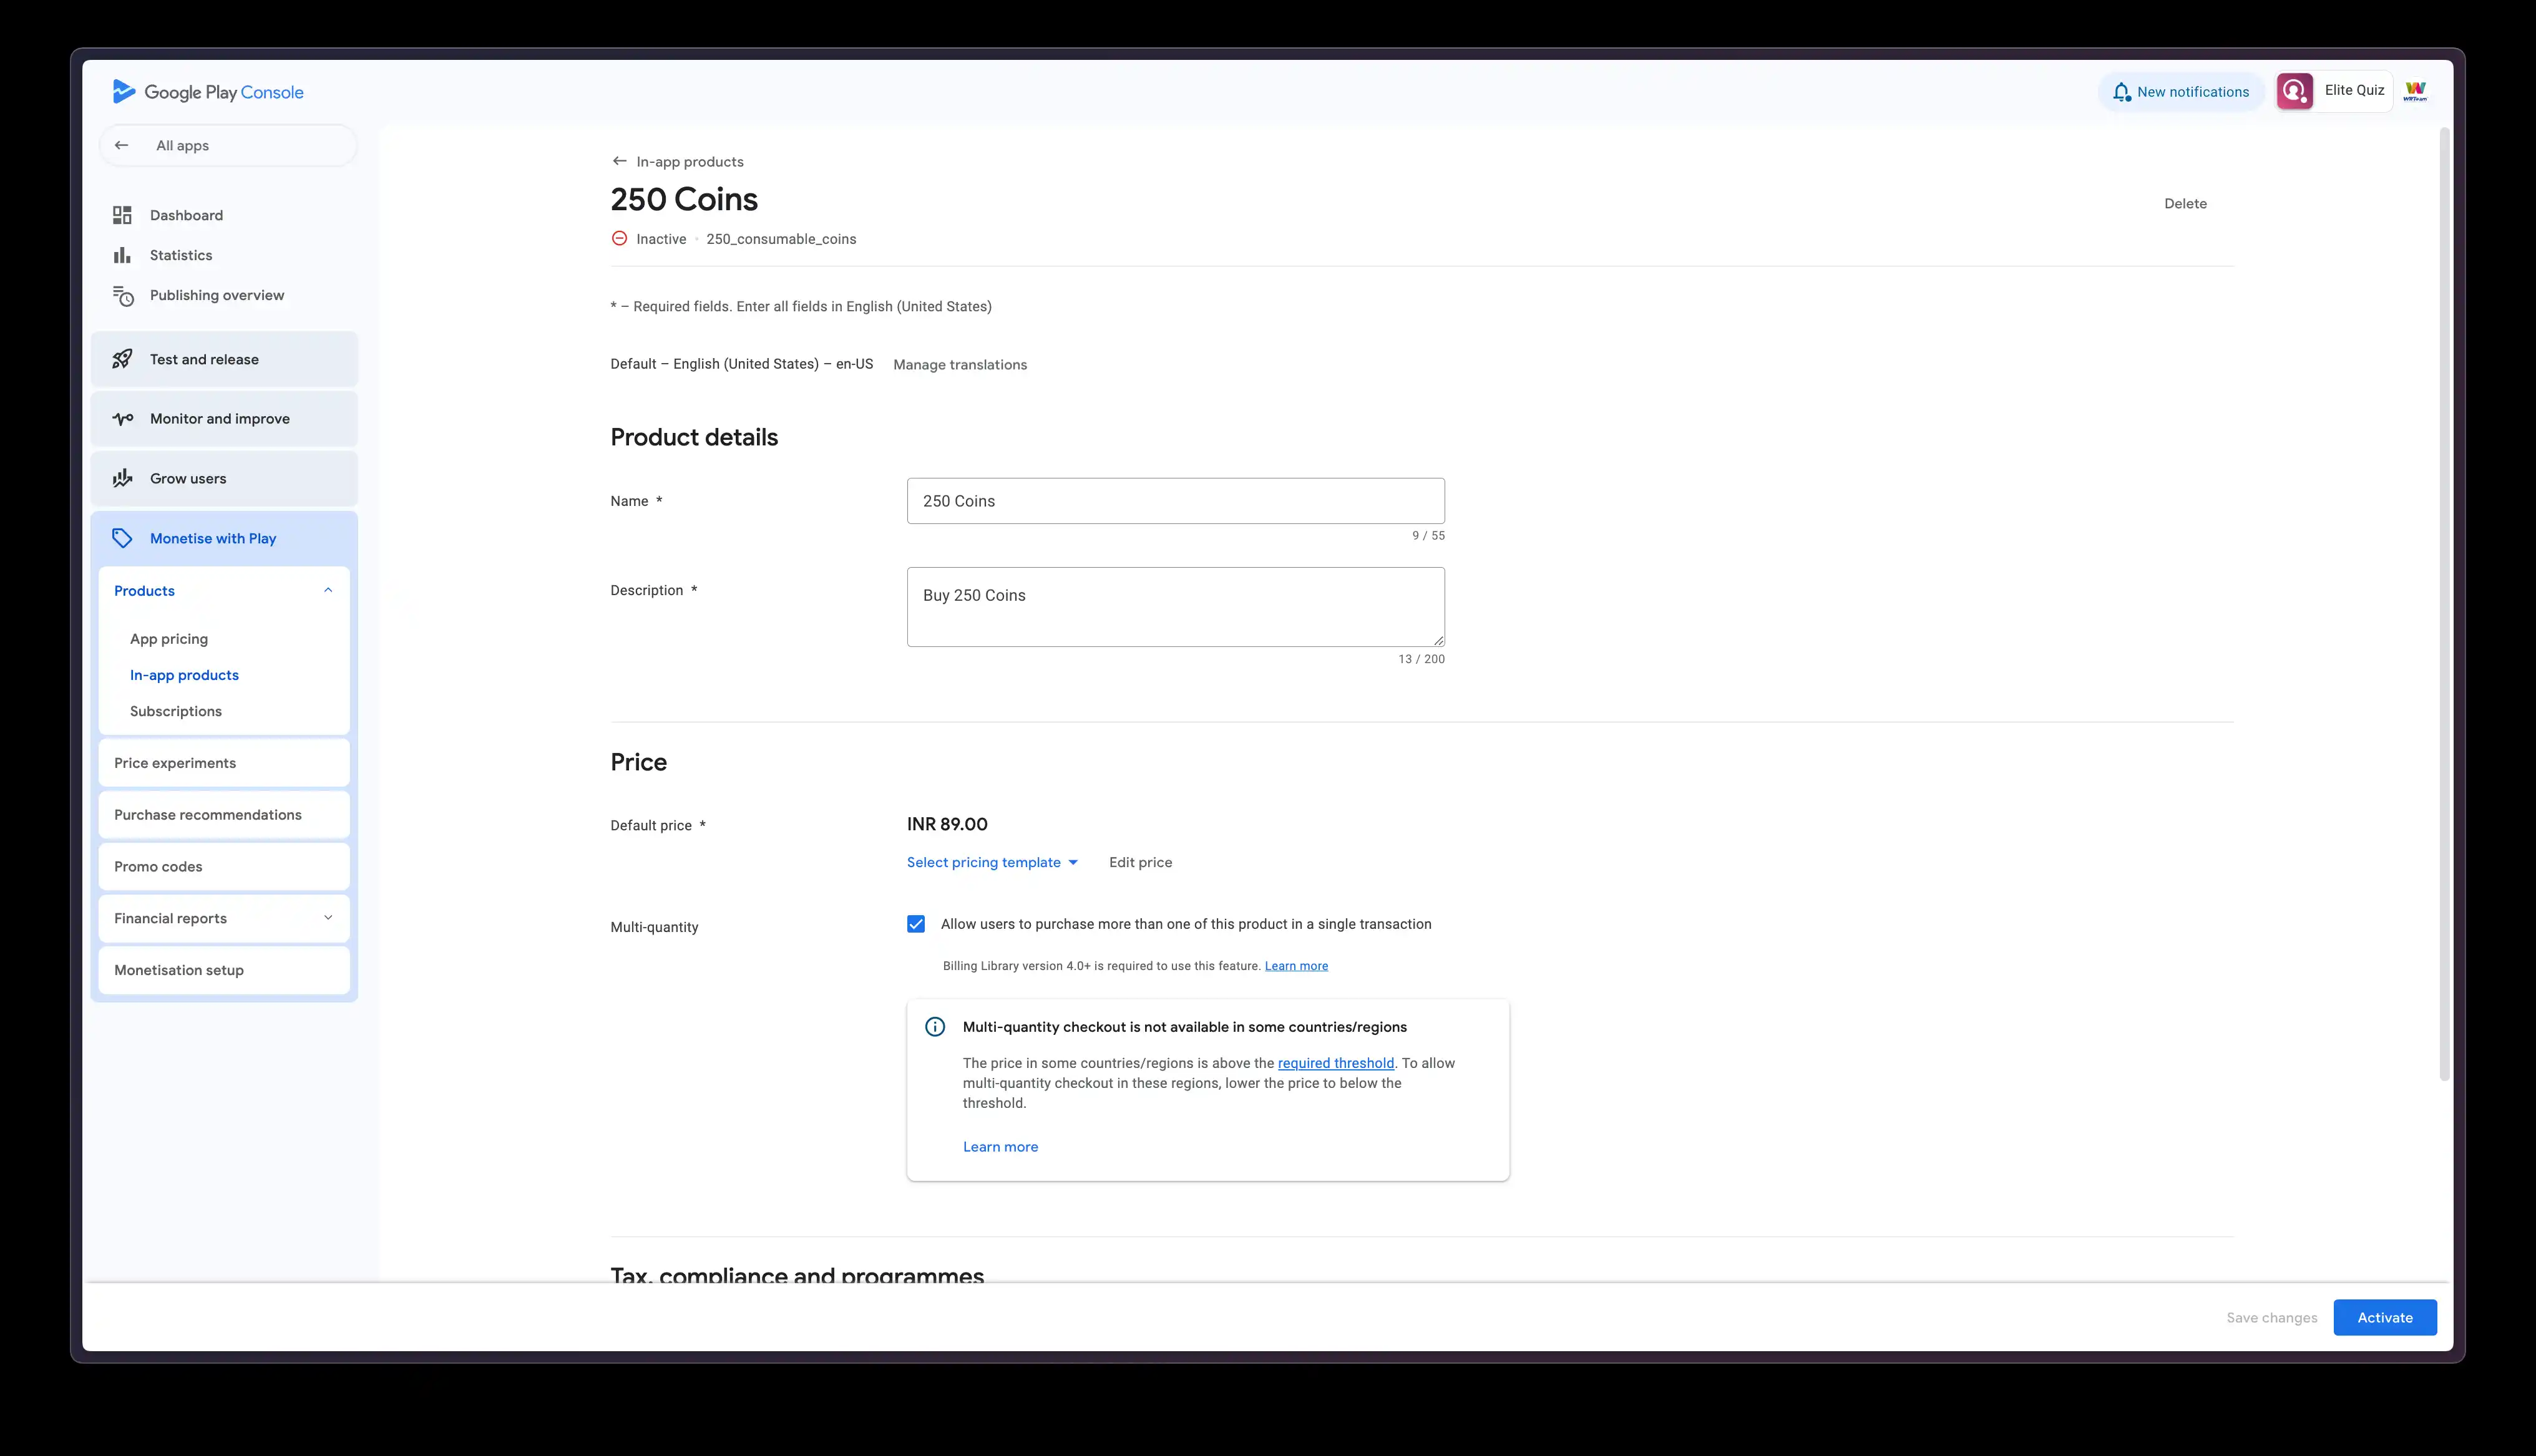 Google Play Console
New notifications
Elite Quiz
WRTeam
All apps
Dashboard
Statistics
Publishing overview
Test and release
Monitor and improve
Grow users
Monetise with Play
Products
App pricing
In-app products
Subscriptions
Price experiments
Purchase recommendations
Promo codes
Financial reports
Monetisation setup
In-app products
250 Coins
Delete
Inactive · 250_consumable_coins
* – Required fields. Enter all fields in English (United States)
Default – English (United States) – en-US Manage translations
Product details
Name *
250 Coins
9 / 55
Description *
Buy 250 Coins
13 / 200
Price
Default price *
INR 89.00
Select pricing template Edit price
Multi-quantity
Allow users to purchase more than one of this product in a single transaction
Billing Library version 4.0+ is required to use this feature. Learn more
Multi-quantity checkout is not available in some countries/regions
The price in some countries/regions is above the required threshold. To allow
multi-quantity checkout in these regions, lower the price to below the
threshold.
Learn more
Tax, compliance and programmes
Save changes
Activate